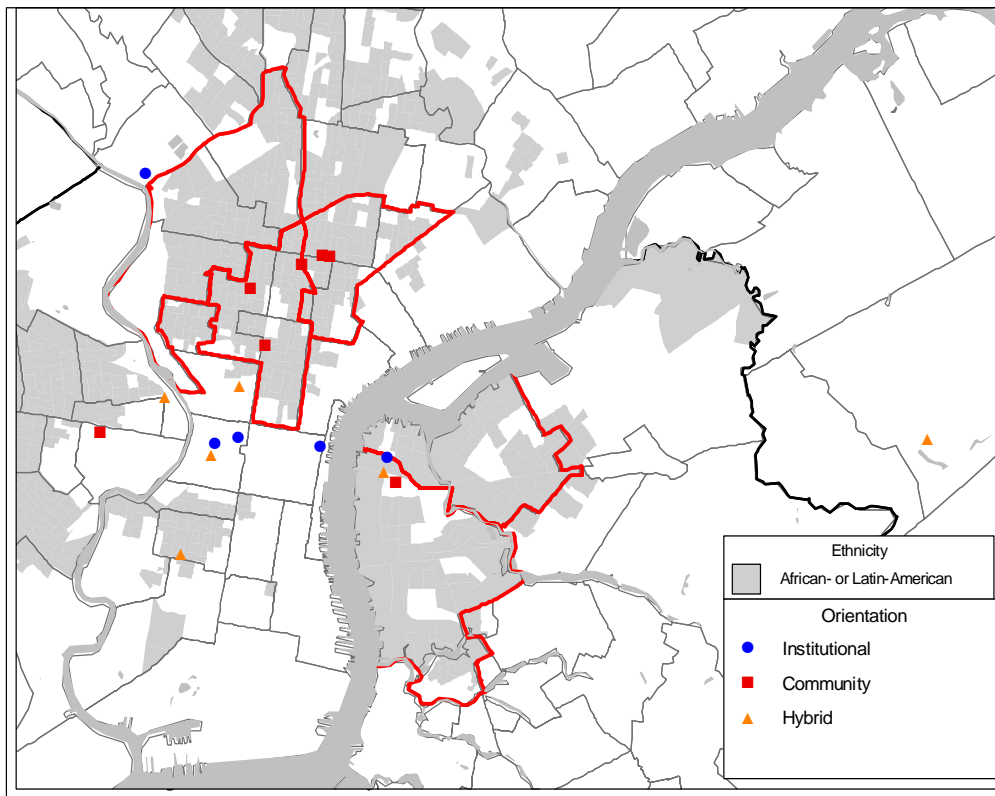 Ethnicity
African- or Latin-American
Orientation
Institutional
Community
Hybrid